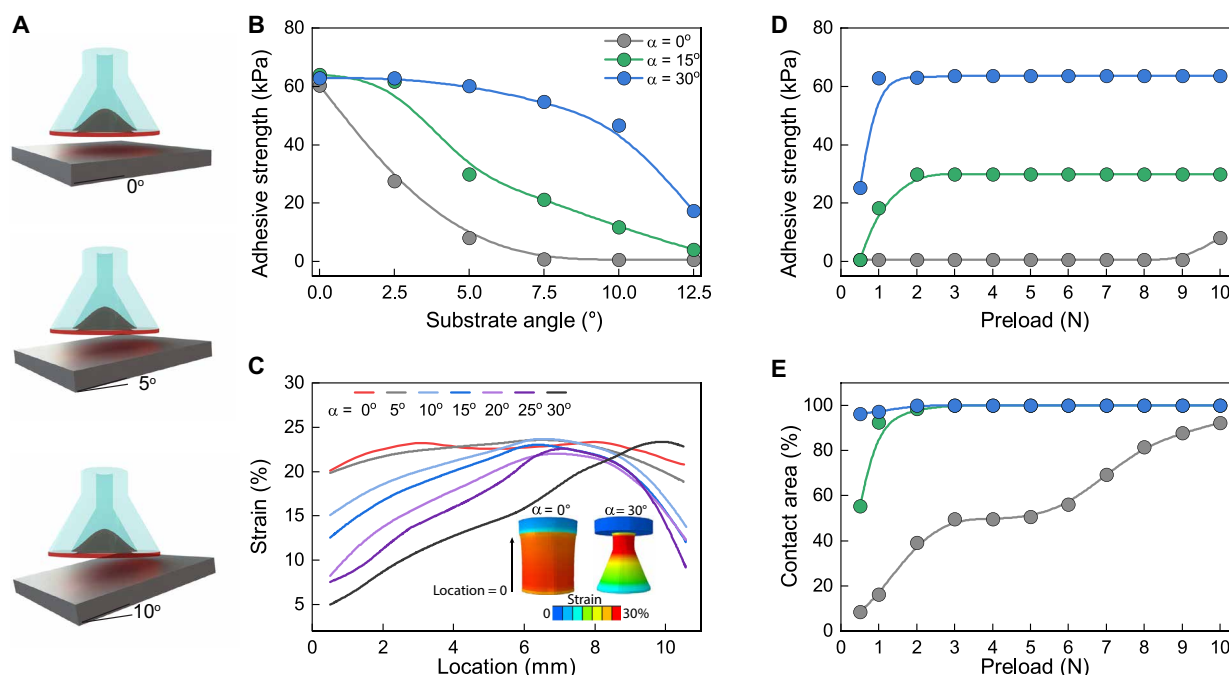 A
0°
5°
10°
B
Adhesive strength (kPa)
80
60
40
20
0
α = 0°
α = 15°
α = 30°
0.0 2.5 5.0 7.5 10.0 12.5
Substrate angle (°)
C
Strain (%)
30
25
20
15
10
5
α = 0° 5° 10° 15° 20° 25° 30°
α = 0° α = 30°
Location = 0
Strain
0 30%
0 2 4 6 8 10
Location (mm)
D
Adhesive strength (kPa)
80
60
40
20
0
0 1 2 3 4 5 6 7 8 9 10
Preload (N)
E
Contact area (%)
100
80
60
40
20
0
0 1 2 3 4 5 6 7 8 9 10
Preload (N)